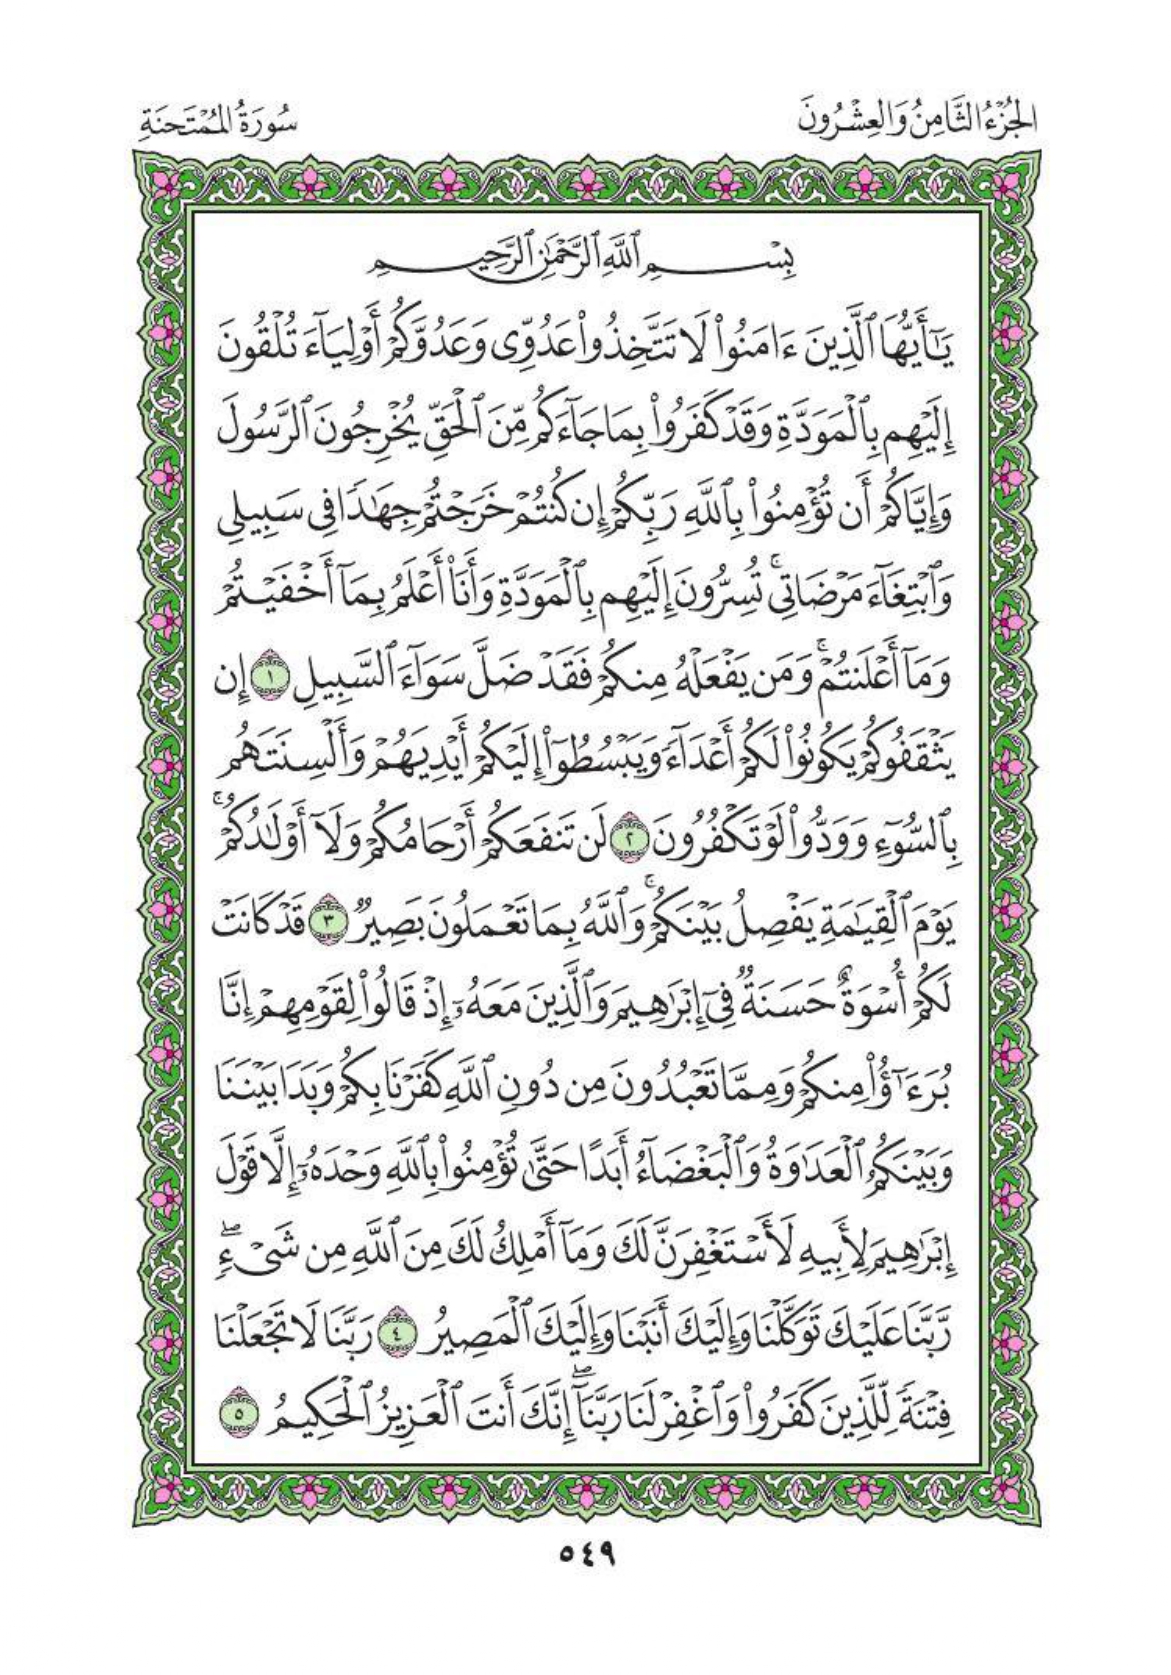 الجُزْءُ الثَّامِنُ وَالعِشْرُونَ
سُورَةُ المُمْتَحنَةِ
بِسْمِ ٱللَّهِ ٱلرَّحْمَٰنِ ٱلرَّحِيمِ
يَٰٓأَيُّهَا ٱلَّذِينَ ءَامَنُوا۟ لَا تَتَّخِذُوا۟ عَدُوِّى وَعَدُوَّكُمْ أَوْلِيَآءَ تُلْقُونَ
إِلَيْهِم بِٱلْمَوَدَّةِ وَقَدْ كَفَرُوا۟ بِمَا جَآءَكُم مِّنَ ٱلْحَقِّ يُخْرِجُونَ ٱلرَّسُولَ
وَإِيَّاكُمْ أَن تُؤْمِنُوا۟ بِٱللَّهِ رَبِّكُمْ إِن كُنتُمْ خَرَجْتُمْ جِهَٰدًا فِى سَبِيلِى
وَٱبْتِغَآءَ مَرْضَاتِى ۚ تُسِرُّونَ إِلَيْهِم بِٱلْمَوَدَّةِ وَأَنَا۠ أَعْلَمُ بِمَآ أَخْفَيْتُمْ
وَمَآ أَعْلَنتُمْ ۚ وَمَن يَفْعَلْهُ مِنكُمْ فَقَدْ ضَلَّ سَوَآءَ ٱلسَّبِيلِ ١ إِن
يَثْقَفُوكُمْ يَكُونُوا۟ لَكُمْ أَعْدَآءً وَيَبْسُطُوٓا۟ إِلَيْكُمْ أَيْدِيَهُمْ وَأَلْسِنَتَهُم
بِٱلسُّوٓءِ وَوَدُّوا۟ لَوْ تَكْفُرُونَ ٢ لَن تَنفَعَكُمْ أَرْحَامُكُمْ وَلَآ أَوْلَٰدُكُمْ ۚ
يَوْمَ ٱلْقِيَٰمَةِ يَفْصِلُ بَيْنَكُمْ ۚ وَٱللَّهُ بِمَا تَعْمَلُونَ بَصِيرٌ ٣ قَدْ كَانَتْ
لَكُمْ أُسْوَةٌ حَسَنَةٌ فِىٓ إِبْرَٰهِيمَ وَٱلَّذِينَ مَعَهُۥٓ إِذْ قَالُوا۟ لِقَوْمِهِمْ إِنَّا
بُرَءَٰٓؤُا۟ مِنكُمْ وَمِمَّا تَعْبُدُونَ مِن دُونِ ٱللَّهِ كَفَرْنَا بِكُمْ وَبَدَا بَيْنَنَا
وَبَيْنَكُمُ ٱلْعَدَٰوَةُ وَٱلْبَغْضَآءُ أَبَدًا حَتَّىٰ تُؤْمِنُوا۟ بِٱللَّهِ وَحْدَهُۥٓ إِلَّا قَوْلَ
إِبْرَٰهِيمَ لِأَبِيهِ لَأَسْتَغْفِرَنَّ لَكَ وَمَآ أَمْلِكُ لَكَ مِنَ ٱللَّهِ مِن شَىْءٍ ۖ
رَّبَّنَا عَلَيْكَ تَوَكَّلْنَا وَإِلَيْكَ أَنَبْنَا وَإِلَيْكَ ٱلْمَصِيرُ ٤ رَبَّنَا لَا تَجْعَلْنَا
فِتْنَةً لِّلَّذِينَ كَفَرُوا۟ وَٱغْفِرْ لَنَا رَبَّنَآ ۖ إِنَّكَ أَنتَ ٱلْعَزِيزُ ٱلْحَكِيمُ ٥
٥٤٩